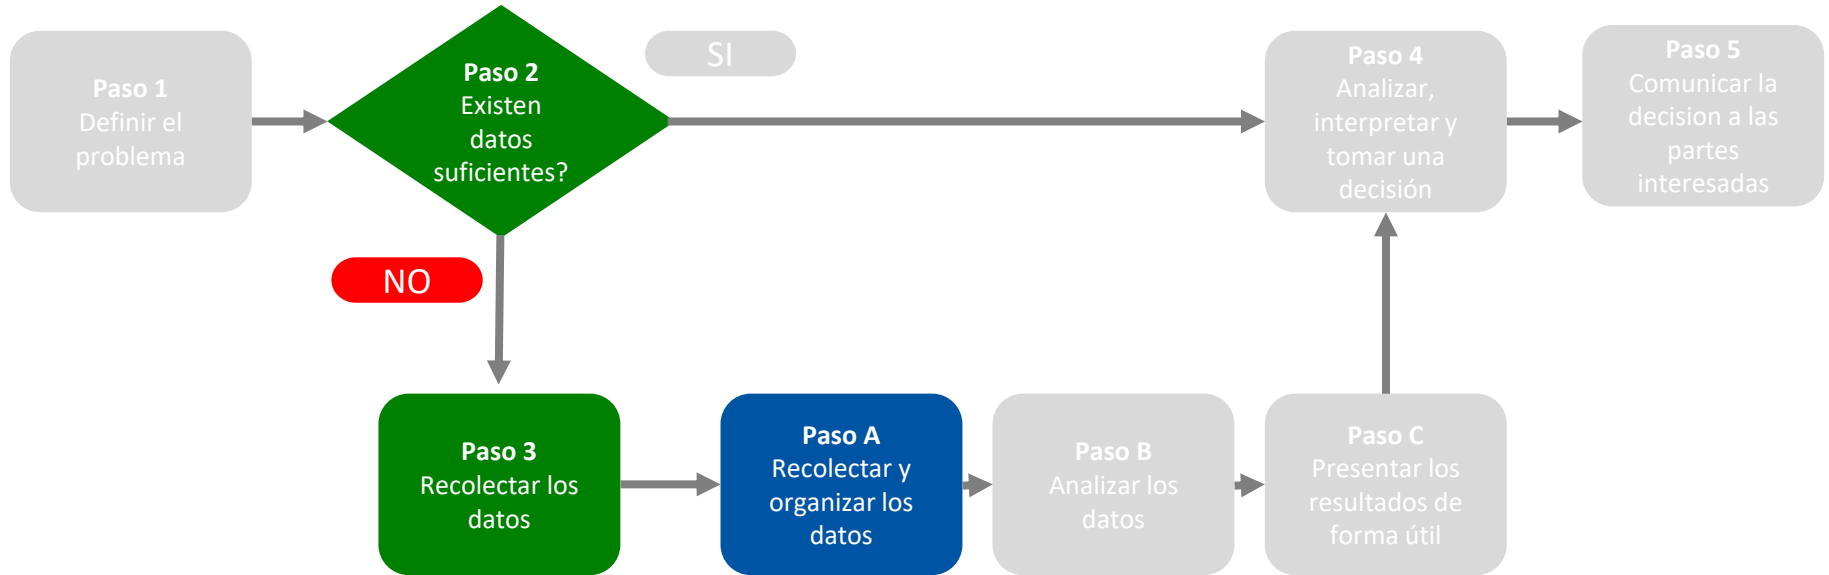 Paso 1
Definir el
problema
Paso 2
Existen
datos
suficientes?
SI
NO
Paso 4
Analizar,
interpretar y
tomar una
decisión
Paso 5
Comunicar la
decision a las
partes
interesadas
Paso 3
Recolectar los
datos
Paso A
Recolectar y
organizar los
datos
Paso B
Analizar los
datos
Paso C
Presentar los
resultados de
forma útil